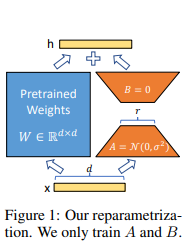 h
Pretrained
Weights
W ∈ ℝ^{d×d}
B = 0
r
A = 𝒩(0, σ²)
d
x
Figure 1: Our reparametriza-
tion. We only train A and B.